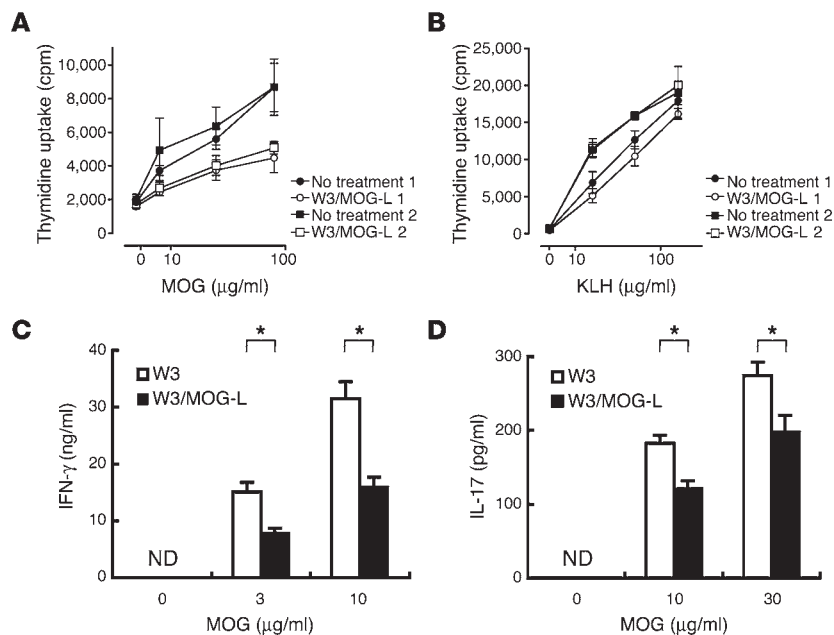 A
Thymidine uptake (cpm)
10,000
8,000
6,000
4,000
2,000
0
0 10 100
MOG (μg/ml)
No treatment 1
W3/MOG-L 1
No treatment 2
W3/MOG-L 2
B
Thymidine uptake (cpm)
25,000
20,000
15,000
10,000
5,000
0
0 10 100
KLH (μg/ml)
No treatment 1
W3/MOG-L 1
No treatment 2
W3/MOG-L 2
C
IFN-γ (ng/ml)
40
30
20
10
0
W3
W3/MOG-L
* *
ND
0 3 10
MOG (μg/ml)
D
IL-17 (pg/ml)
300
200
100
0
W3
W3/MOG-L
* *
ND
0 10 30
MOG (μg/ml)